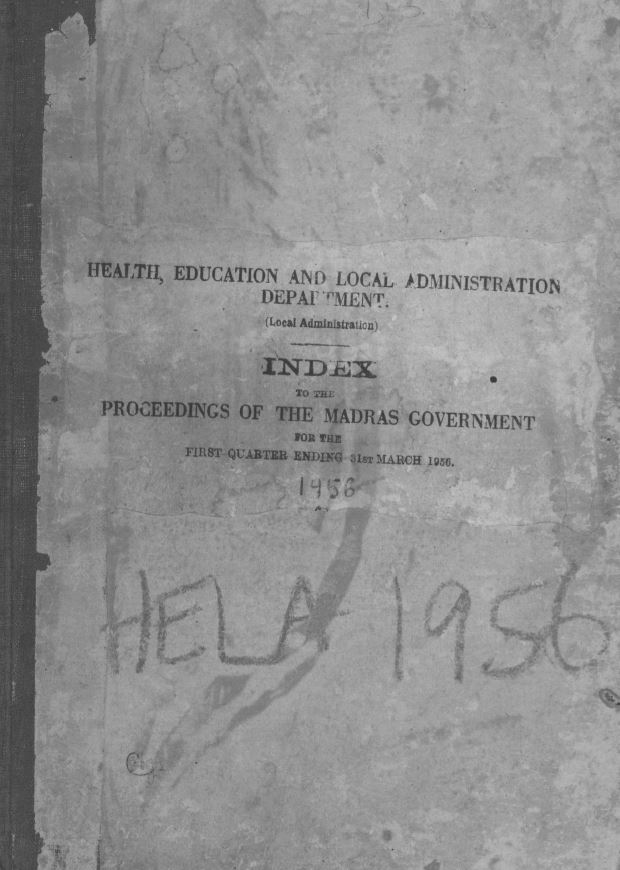 HEALTH, EDUCATION AND LOCAL ADMINISTRATION
DEPARTMENT.
(Local Administration)
INDEX
TO THE
PROCEEDINGS OF THE MADRAS GOVERNMENT
FOR THE
FIRST QUARTER ENDING 31ST MARCH 1956.
1956
HELA 1956